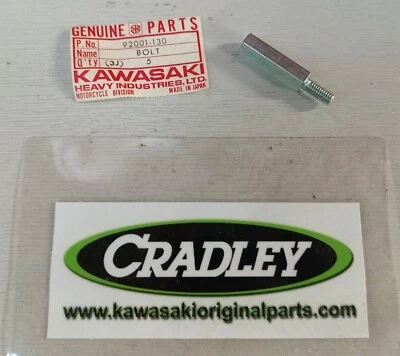 GENUINE PARTS
P.No. 92001-130
Name BOLT
Q'ty (SJ) 5
KAWASAKI
HEAVY INDUSTRIES, LTD.
MOTORCYCLE DIVISION MADE IN JAPAN
CRADLEY
www.kawasakioriginalparts.com